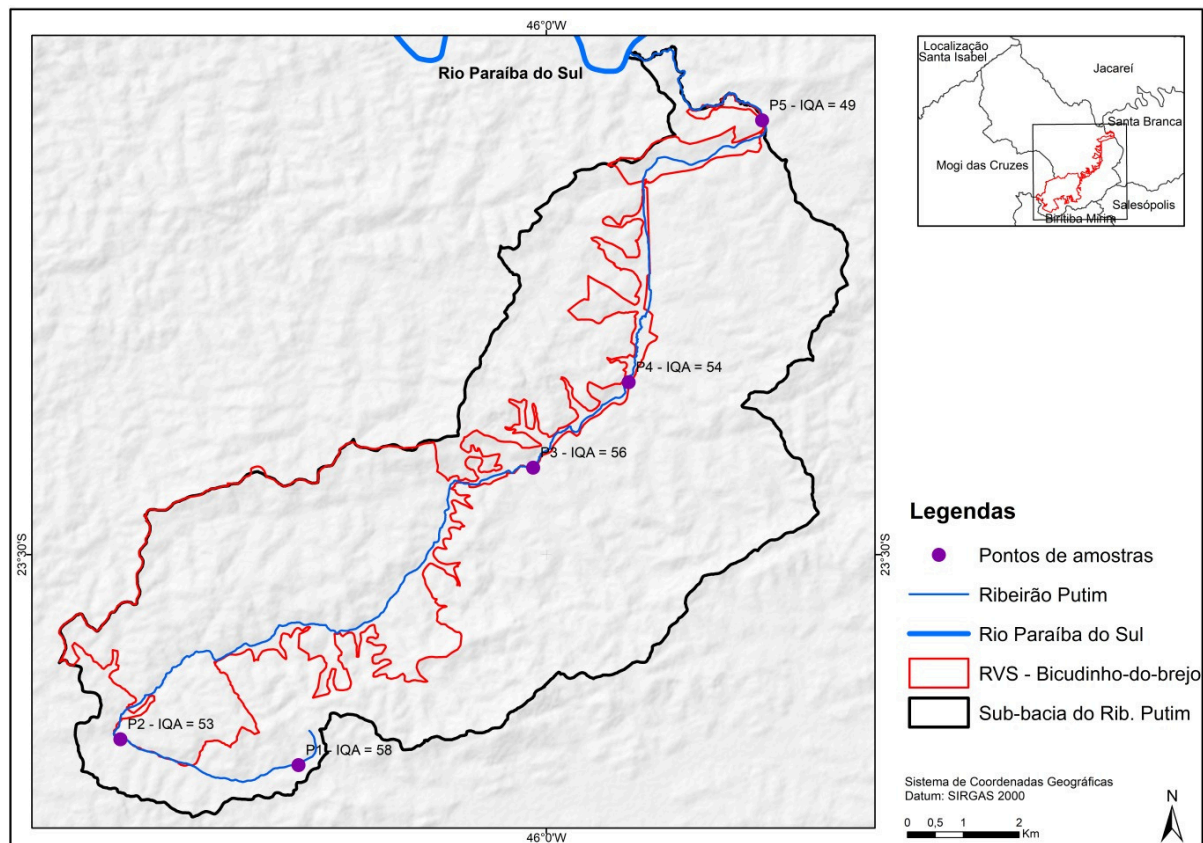 46°0'W
Rio Paraíba do Sul
P5 - IQA = 49
P4 - IQA = 54
P3 - IQA = 56
23°30'S
23°30'S
P2 - IQA = 53
P1 - IQA = 58
46°0'W
Localização
Santa Isabel
Jacareí
Santa Branca
Mogi das Cruzes
Salesópolis
Biritiba Mirim
Legendas
Pontos de amostras
Ribeirão Putim
Rio Paraíba do Sul
RVS - Bicudinho-do-brejo
Sub-bacia do Rib. Putim
Sistema de Coordenadas Geográficas
Datum: SIRGAS 2000
0 0,5 1 2
Km
N